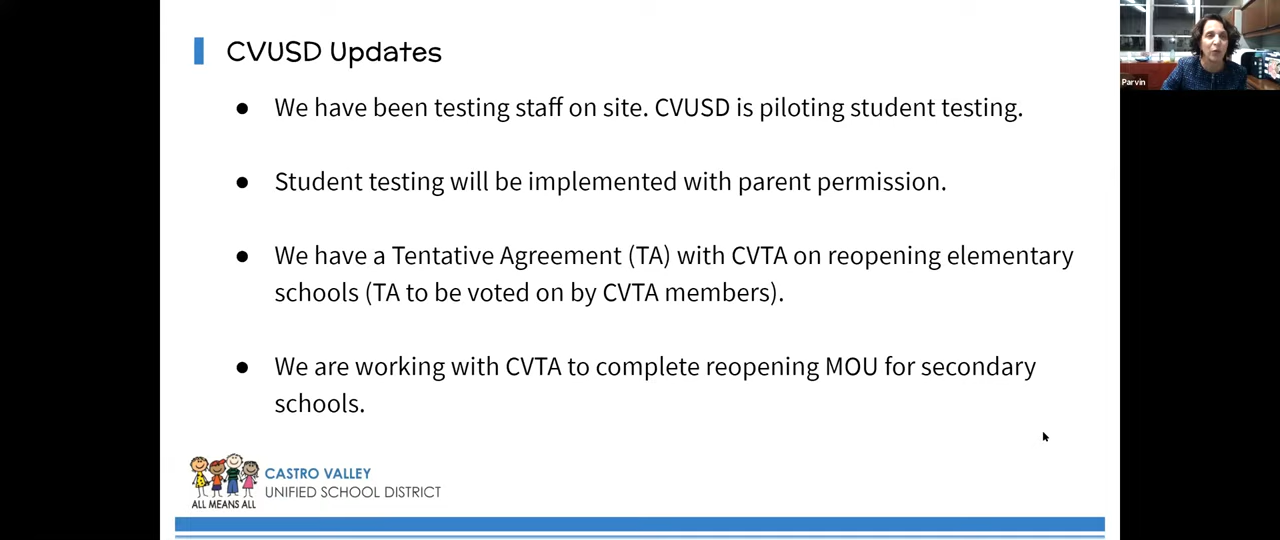 CVUSD Updates
● We have been testing staff on site. CVUSD is piloting student testing.
● Student testing will be implemented with parent permission.
● We have a Tentative Agreement (TA) with CVTA on reopening elementary
schools (TA to be voted on by CVTA members).
● We are working with CVTA to complete reopening MOU for secondary
schools.
CASTRO VALLEY
UNIFIED SCHOOL DISTRICT
ALL MEANS ALL
Parvin